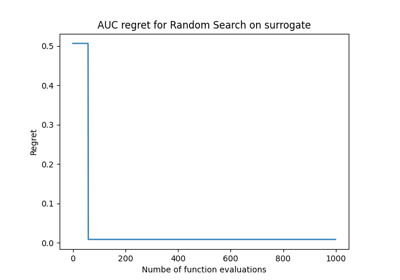 AUC regret for Random Search on surrogate
0.5
0.4
0.3
0.2
0.1
0.0
Regret
0 200 400 600 800 1000
Numbe of function evaluations